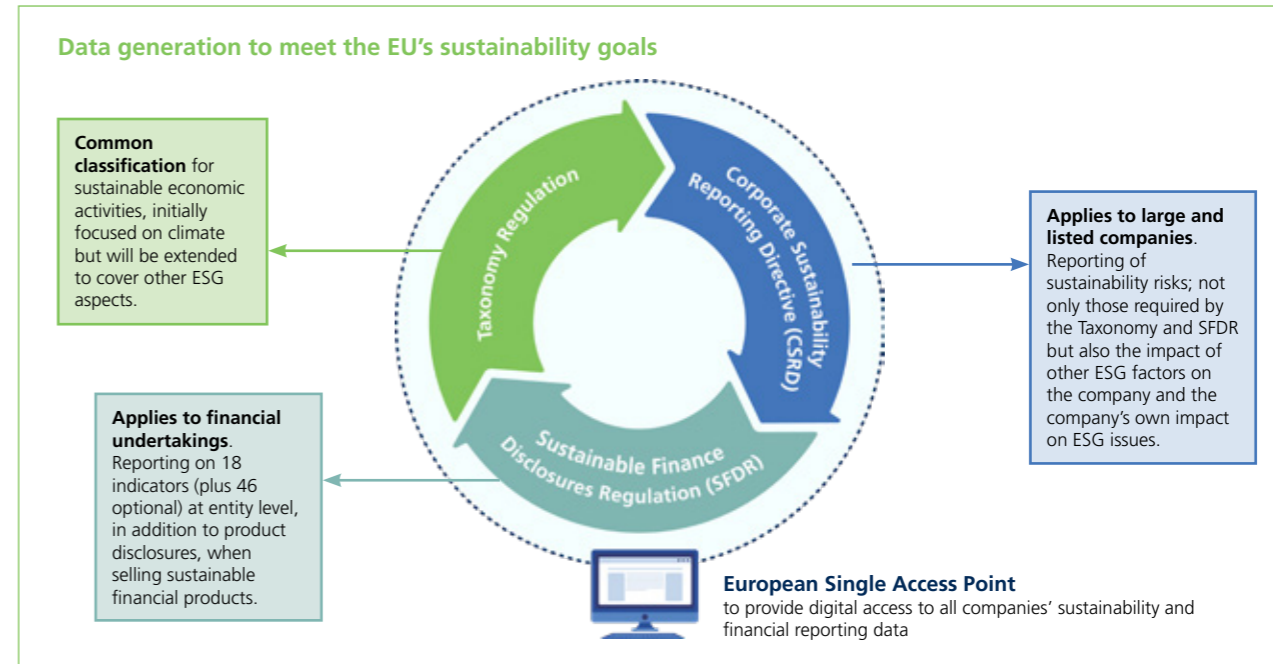 Data generation to meet the EU’s sustainability goals
Common
classification for
sustainable economic
activities, initially
focused on climate
but will be extended
to cover other ESG
aspects.
Taxonomy Regulation
Corporate Sustainability
Reporting Directive (CSRD)
Applies to large and
listed companies.
Reporting of
sustainability risks; not
only those required by
the Taxonomy and SFDR
but also the impact of
other ESG factors on
the company and the
company’s own impact
on ESG issues.
Applies to financial
undertakings.
Reporting on 18
indicators (plus 46
optional) at entity level,
in addition to product
disclosures, when
selling sustainable
financial products.
Sustainable Finance
Disclosures Regulation (SFDR)
European Single Access Point
to provide digital access to all companies’ sustainability and
financial reporting data